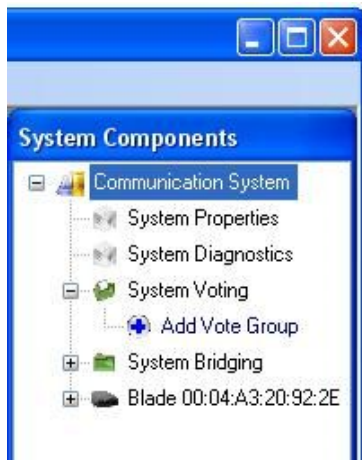 System Components
Communication System
System Properties
System Diagnostics
System Voting
Add Vote Group
System Bridging
Blade 00:04:A3:20:92:2E